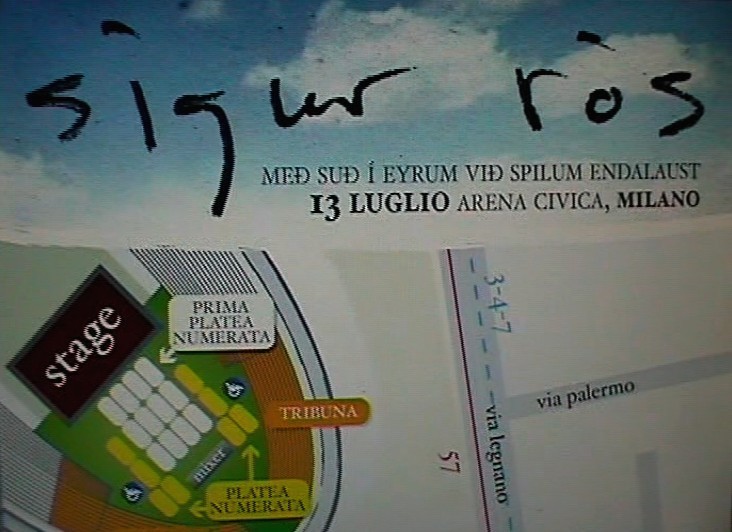 sigur ròs
MEÐ SUÐ Í EYRUM VIÐ SPILUM ENDALAUST
13 LUGLIO ARENA CIVICA, MILANO
stage
PRIMA
PLATEA
NUMERATA
TRIBUNA
mixer
PLATEA
NUMERATA
3-4-7
via palermo
via legnano
57